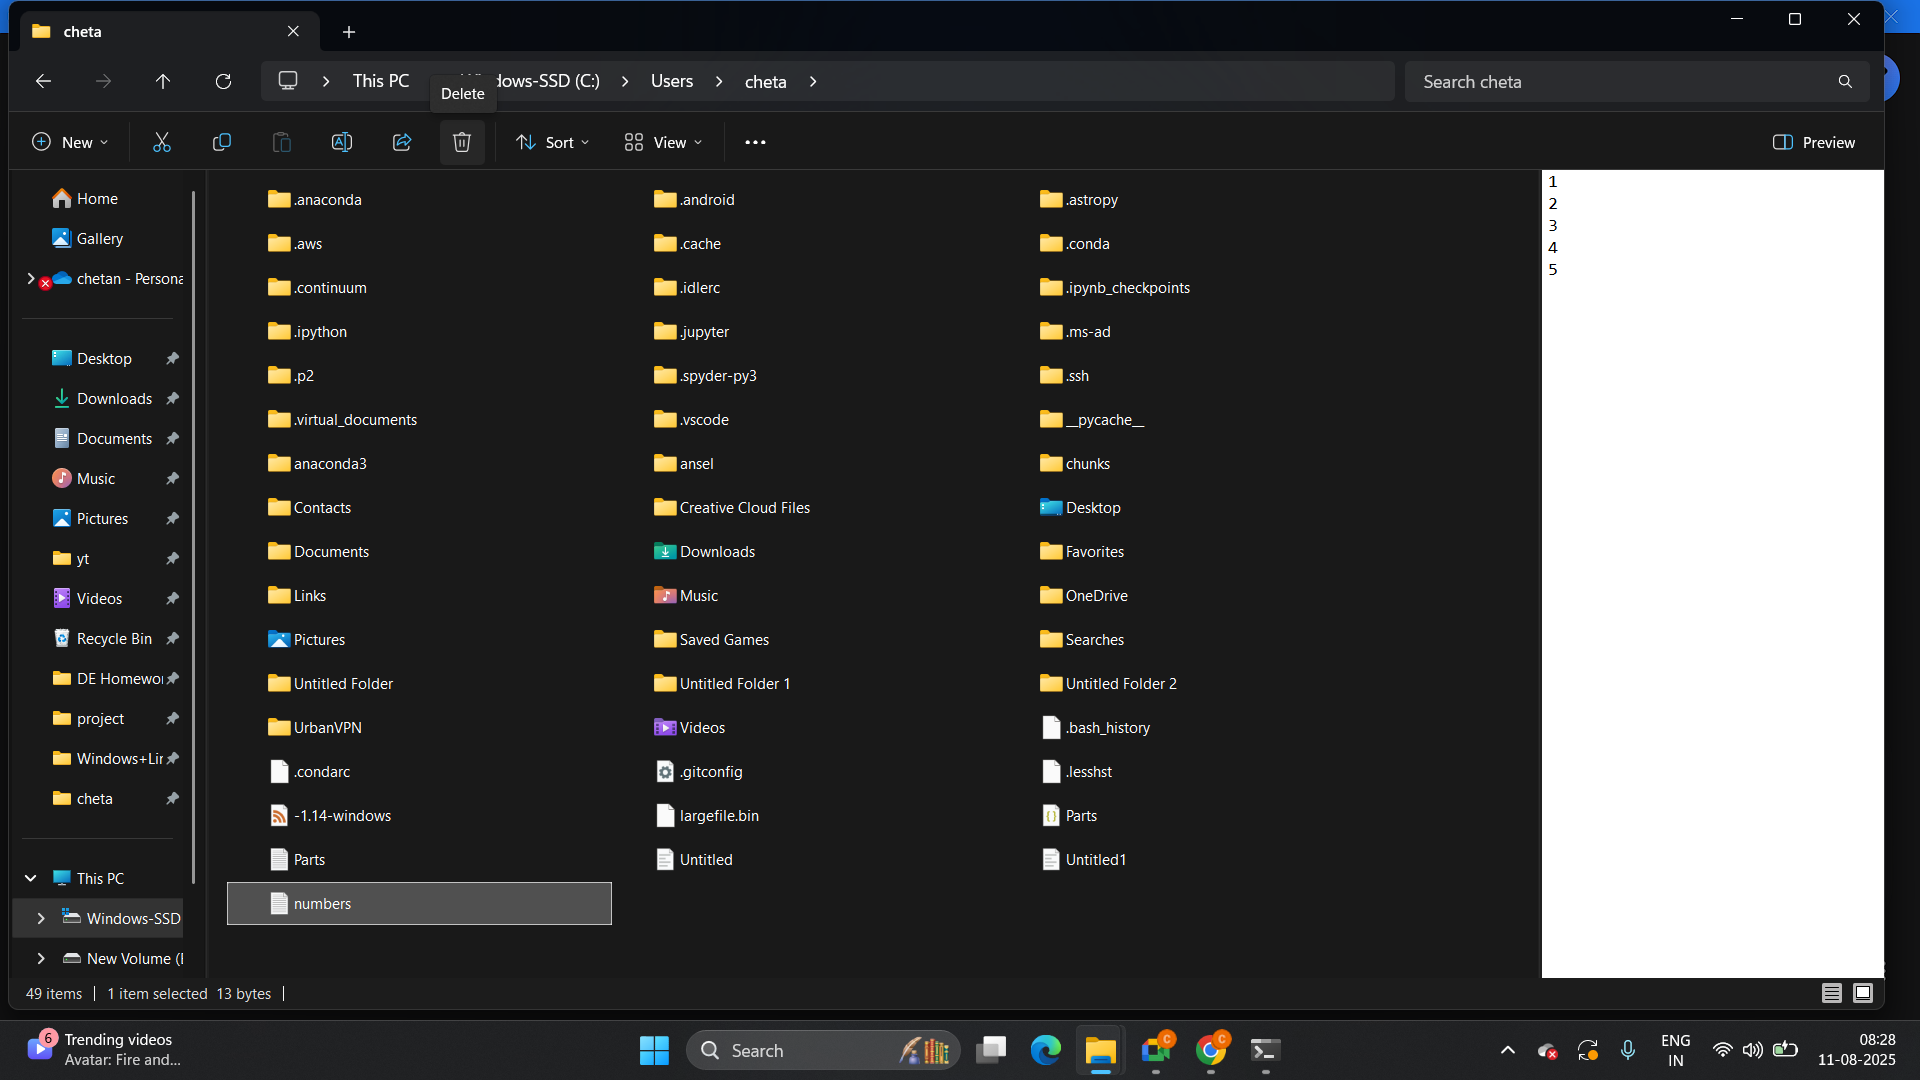 cheta
This PC
dows-SSD (C:)
Users
cheta
Search cheta
Delete
New
Sort
View
Preview
Home
Gallery
chetan - Persona
Desktop
Downloads
Documents
Music
Pictures
yt
Videos
Recycle Bin
DE Homewo
project
Windows+Lir
cheta
This PC
Windows-SSD
New Volume (
.anaconda
.android
.astropy
.aws
.cache
.conda
.continuum
.idlerc
.ipynb_checkpoints
.ipython
.jupyter
.ms-ad
.p2
.spyder-py3
.ssh
.virtual_documents
.vscode
__pycache__
anaconda3
ansel
chunks
Contacts
Creative Cloud Files
Desktop
Documents
Downloads
Favorites
Links
Music
OneDrive
Pictures
Saved Games
Searches
Untitled Folder
Untitled Folder 1
Untitled Folder 2
UrbanVPN
Videos
.bash_history
.condarc
.gitconfig
.lesshst
-1.14-windows
largefile.bin
Parts
Parts
Untitled
Untitled1
numbers
1
2
3
4
5
49 items
1 item selected 13 bytes
6
Trending videos
Avatar: Fire and...
Search
C
C
ENG
IN
08:28
11-08-2025